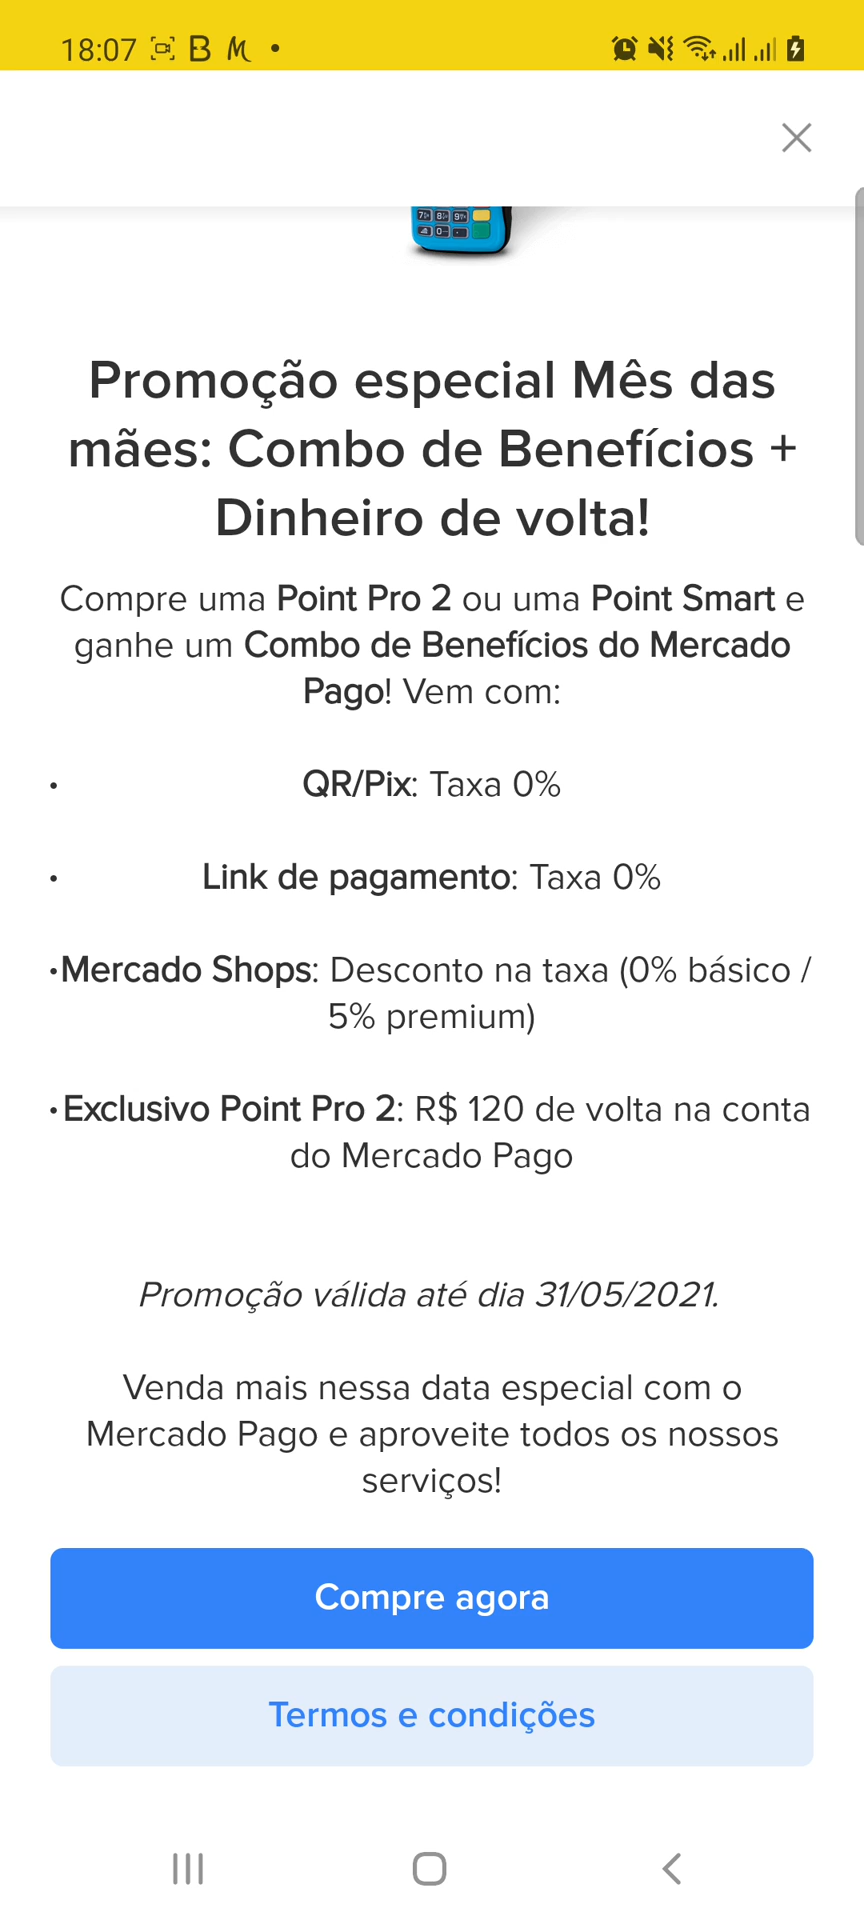 18:07
Promoção especial Mês das
mães: Combo de Benefícios +
Dinheiro de volta!
Compre uma Point Pro 2 ou uma Point Smart e
ganhe um Combo de Benefícios do Mercado
Pago! Vem com:
• QR/Pix: Taxa 0%
• Link de pagamento: Taxa 0%
• Mercado Shops: Desconto na taxa (0% básico /
5% premium)
• Exclusivo Point Pro 2: R$ 120 de volta na conta
do Mercado Pago
Promoção válida até dia 31/05/2021.
Venda mais nessa data especial com o
Mercado Pago e aproveite todos os nossos
serviços!
Compre agora
Termos e condições